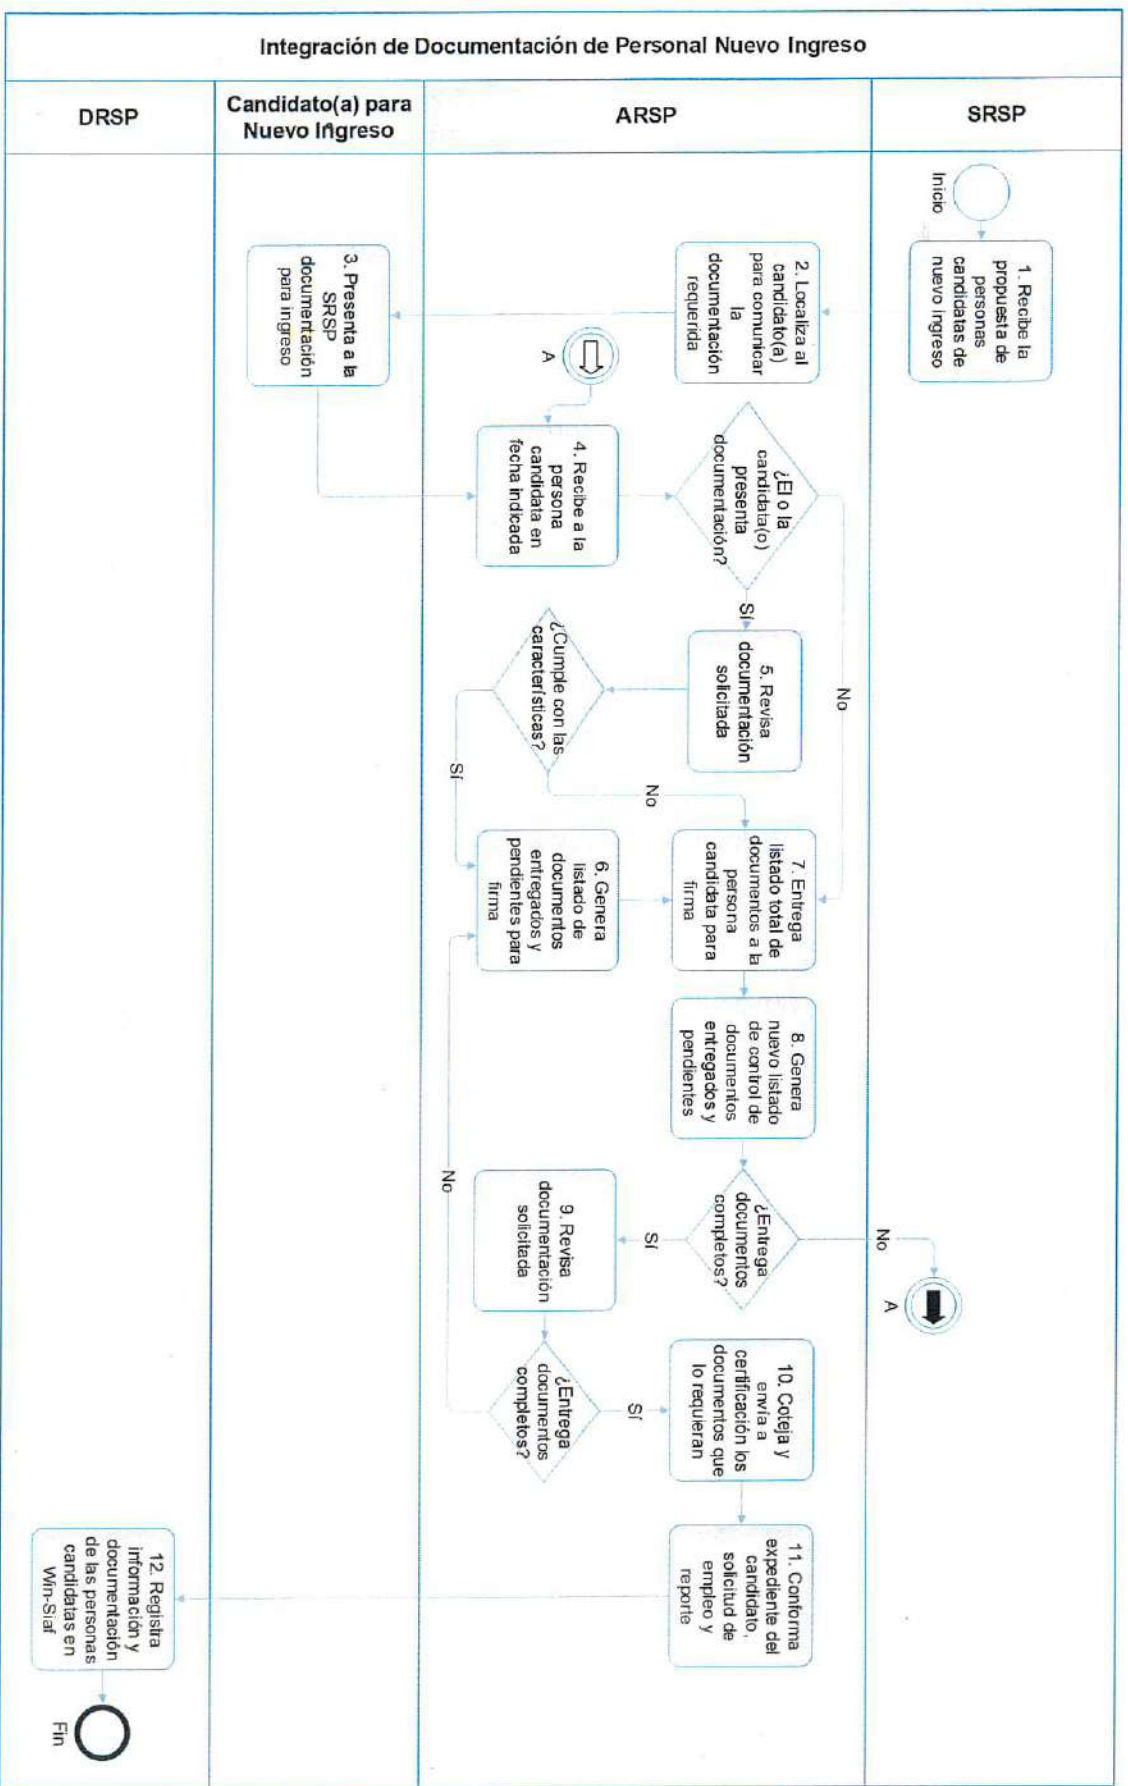 Integración de Documentación de Personal Nuevo Ingreso
DRSP
Candidato(a) para
Nuevo Ingreso
ARSP
SRSP
Inicio
1. Recibe la
propuesta de
personas
candidatas de
nuevo ingreso
2. Localiza al
candidato(a)
para comunicar
la
documentación
requerida
3. Presenta a la
SRSP
documentación
para ingreso
A
4. Recibe a la
persona
candidata en
fecha indicada
¿El o la
candidata(o)
presenta
documentación?
Sí
No
5. Revisa
documentación
solicitada
¿Cumple con las
características?
Sí
No
6. Genera
listado de
documentos
entregados y
pendientes para
firma
7. Entrega
listado total de
documentos a la
persona
candidata para
firma
8. Genera
nuevo listado
de control de
documentos
entregados y
pendientes
¿Entrega
documentos
completos?
No
A
Sí
9. Revisa
documentación
solicitada
¿Entrega
documentos
completos?
No
Sí
10. Coteja y
envía a
certificación los
documentos que
lo requieran
11. Conforma
expediente del
candidato,
solicitud de
empleo y
reporte
12. Registra
información y
documentación
de las personas
candidatas en
Win-Siaf
Fin